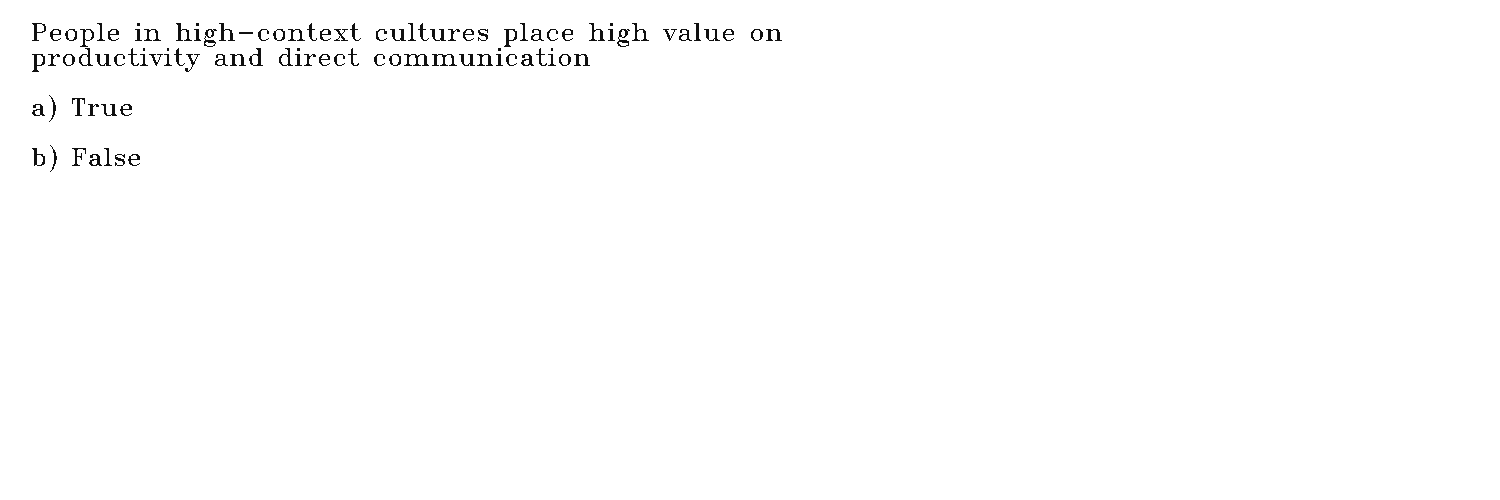 People in high-context cultures place high value on
productivity and direct communication
a) True
b) False